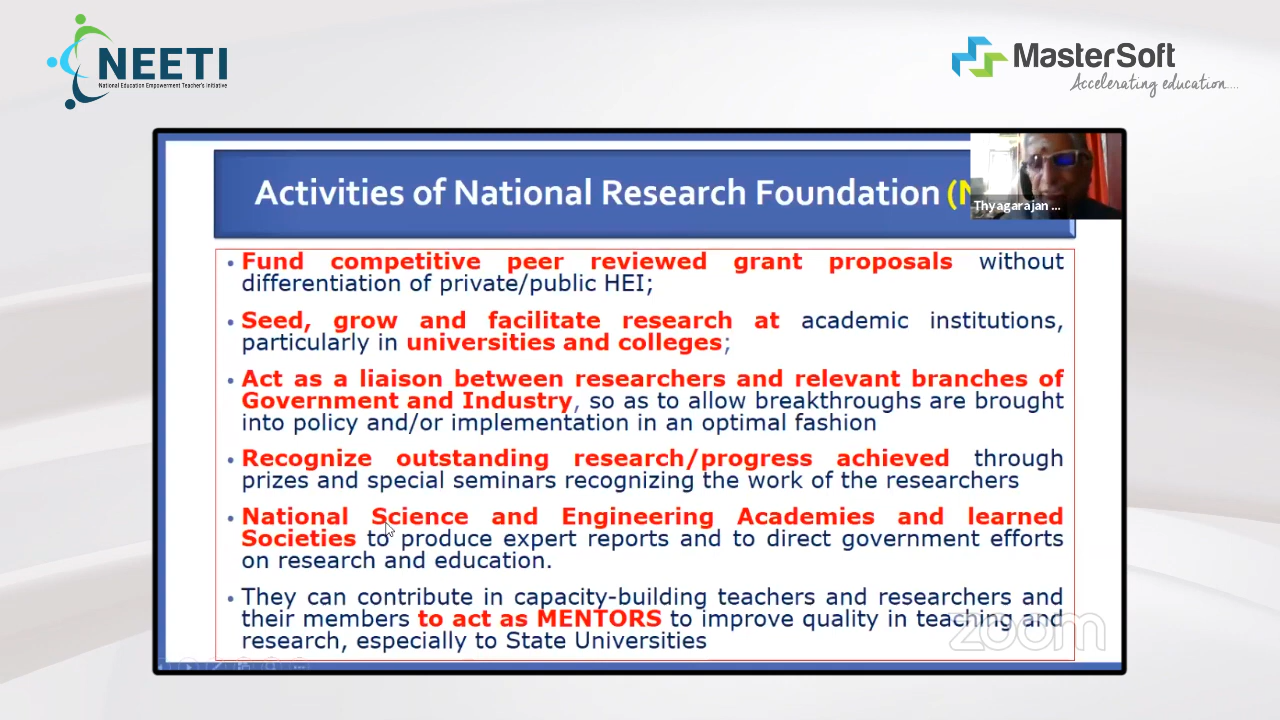 NEETI
National Education Empowerment Teacher's Initiative
MasterSoft
Accelerating education....
Activities of National Research Foundation (N
Thyagarajan ...
• Fund competitive peer reviewed grant proposals without
differentiation of private/public HEI;
• Seed, grow and facilitate research at academic institutions,
particularly in universities and colleges;
• Act as a liaison between researchers and relevant branches of
Government and Industry, so as to allow breakthroughs are brought
into policy and/or implementation in an optimal fashion
• Recognize outstanding research/progress achieved through
prizes and special seminars recognizing the work of the researchers
• National Science and Engineering Academies and learned
Societies to produce expert reports and to direct government efforts
on research and education.
• They can contribute in capacity-building teachers and researchers and
their members to act as MENTORS to improve quality in teaching and
research, especially to State Universities
zoom